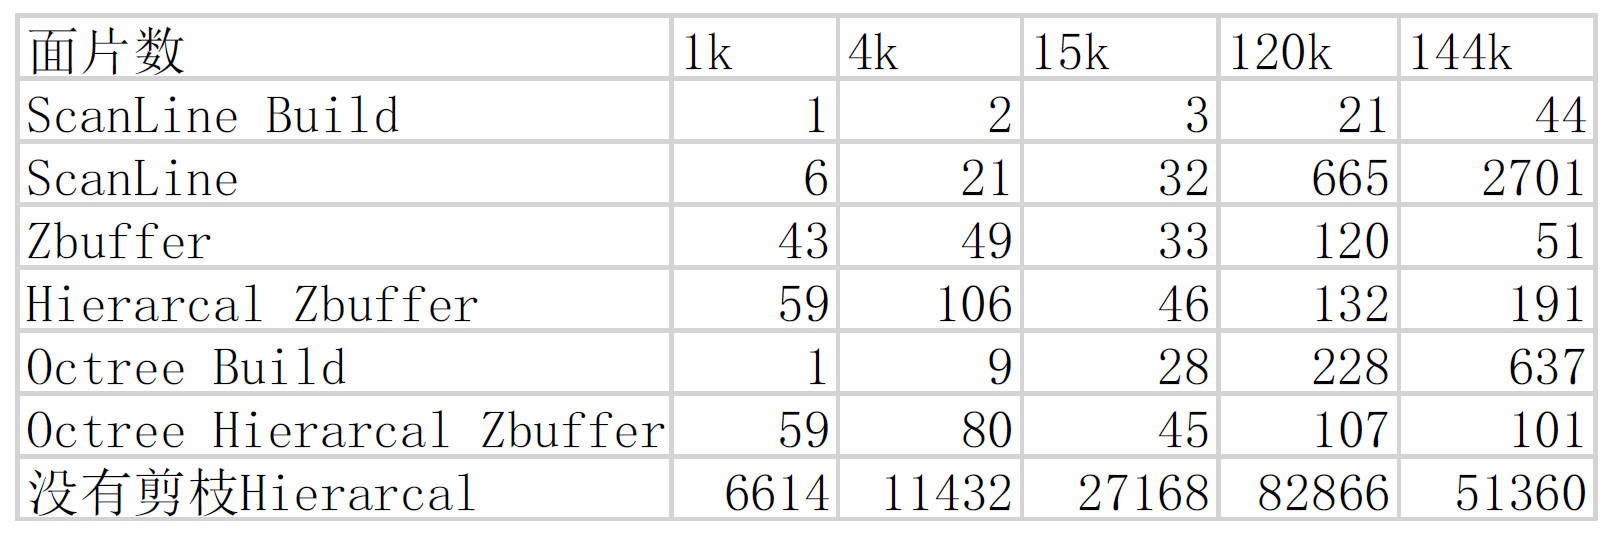 面片数 1k 4k 15k 120k 144k
ScanLine Build 1 2 3 21 44
ScanLine 6 21 32 665 2701
Zbuffer 43 49 33 120 51
Hierarcal Zbuffer 59 106 46 132 191
Octree Build 1 9 28 228 637
Octree Hierarcal Zbuffer 59 80 45 107 101
没有剪枝Hierarcal 6614 11432 27168 82866 51360